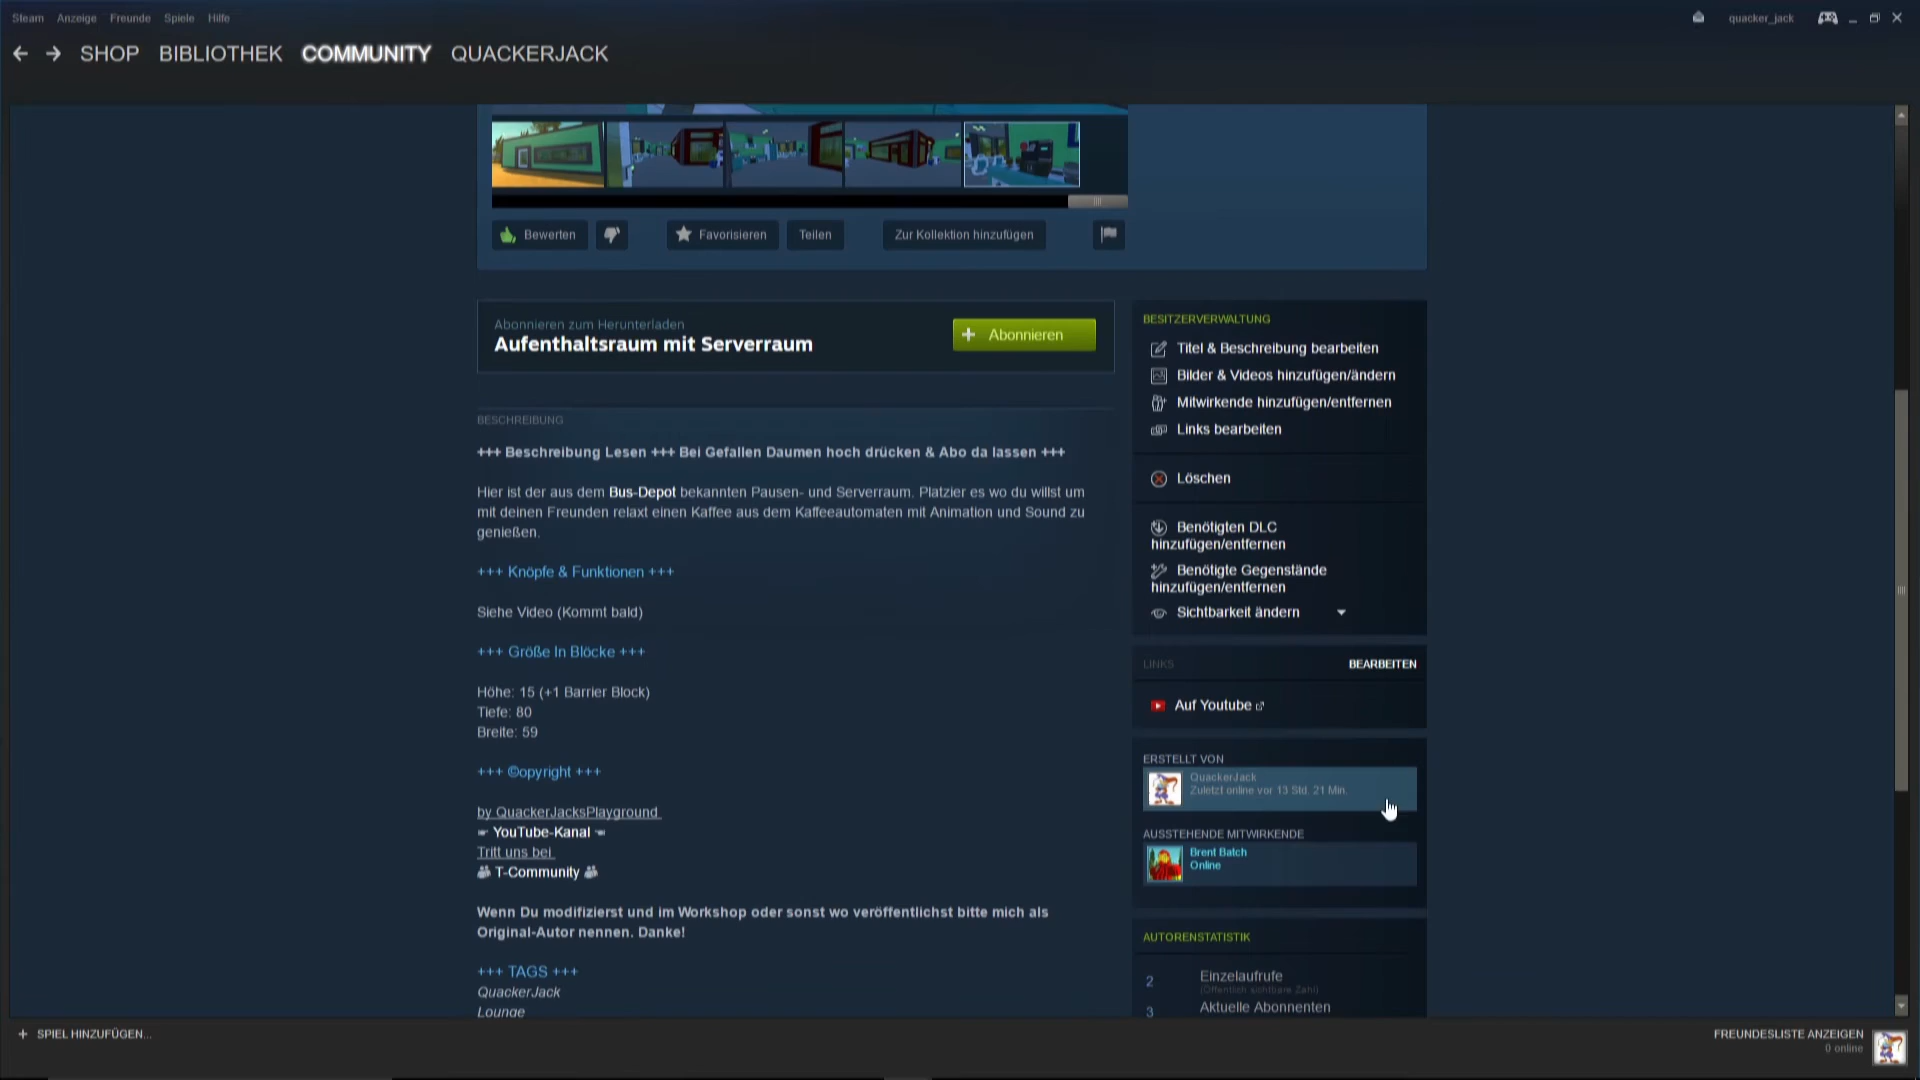 Steam Anzeige Freunde Spiele Hilfe
quacker_jack
SHOP BIBLIOTHEK COMMUNITY QUACKERJACK
Bewerten
Favorisieren
Teilen
Zur Kollektion hinzufügen
Abonnieren zum Herunterladen
Aufenthaltsraum mit Serverraum
+ Abonnieren
BESCHREIBUNG
+++ Beschreibung Lesen +++ Bei Gefallen Daumen hoch drücken & Abo da lassen +++
Hier ist der aus dem Bus-Depot bekannten Pausen- und Serverraum. Platzier es wo du willst um
mit deinen Freunden relaxt einen Kaffee aus dem Kaffeeautomaten mit Animation und Sound zu
genießen.
+++ Knöpfe & Funktionen +++
Siehe Video (Kommt bald)
+++ Größe In Blöcke +++
Höhe: 15 (+1 Barrier Block)
Tiefe: 80
Breite: 59
+++ ©opyright +++
by QuackerJacksPlayground
YouTube-Kanal
Tritt uns bei
T-Community
Wenn Du modifizierst und im Workshop oder sonst wo veröffentlichst bitte mich als
Original-Autor nennen. Danke!
+++ TAGS +++
QuackerJack
Lounge
BESITZERVERWALTUNG
Titel & Beschreibung bearbeiten
Bilder & Videos hinzufügen/ändern
Mitwirkende hinzufügen/entfernen
Links bearbeiten
Löschen
Benötigten DLC
hinzufügen/entfernen
Benötigte Gegenstände
hinzufügen/entfernen
Sichtbarkeit ändern
LINKS BEARBEITEN
Auf Youtube
ERSTELLT VON
QuackerJack
Zuletzt online vor 13 Std. 21 Min.
AUSSTEHENDE MITWIRKENDE
Brent Batch
Online
AUTORENSTATISTIK
2 Einzelaufrufe
(Öffentlich sichtbare Zahl)
3 Aktuelle Abonnenten
+ SPIEL HINZUFÜGEN...
FREUNDESLISTE ANZEIGEN
0 online